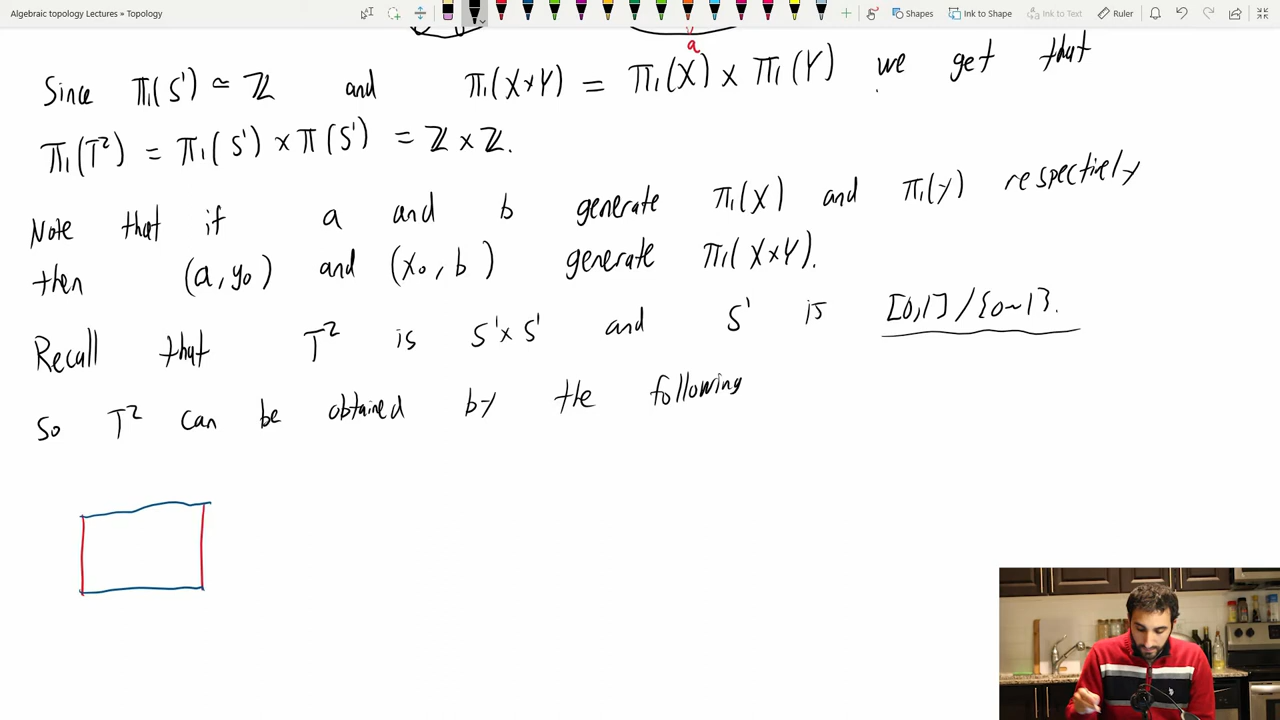 Algebraic topology Lectures » Topology
Shapes Ink to Shape Ink to Text Ruler
a
Since π₁(S¹) ≃ ℤ and π₁(X×Y) = π₁(X) × π₁(Y) we get that
π₁(T²) = π₁(S¹) × π(S¹) = ℤ × ℤ.
Note that if a and b generate π₁(X) and π₁(y) respectiely
then (a, y₀) and (x₀, b) generate π₁(X×Y).
Recall that T² is S¹×S¹ and S¹ is [0,1] / {0~1}.
So T² can be obtained by the following